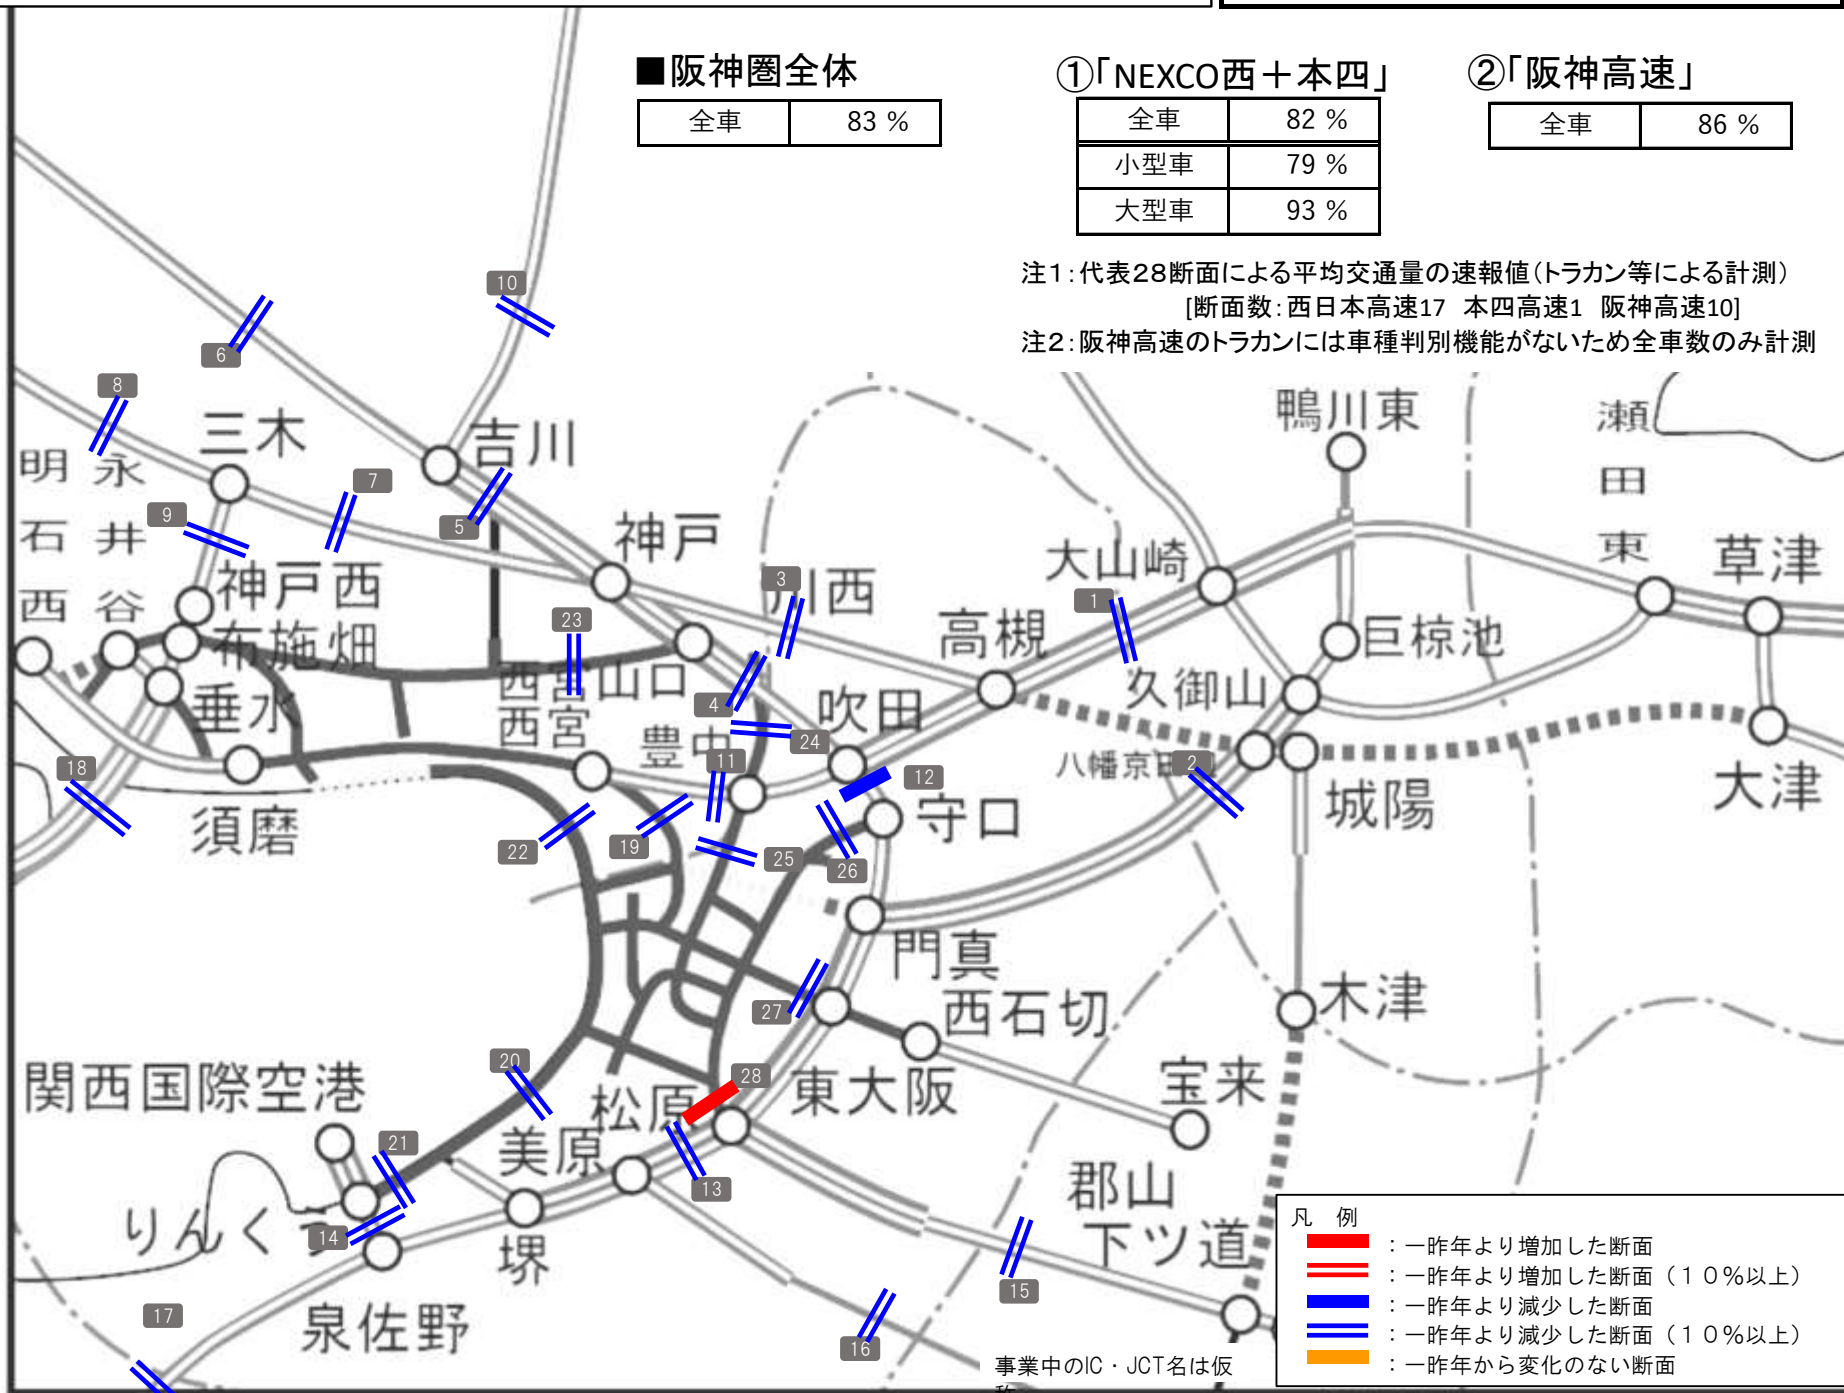 ■阪神圏全体
全車 83 %
①「NEXCO西＋本四」
全車 82 %
小型車 79 %
大型車 93 %
②「阪神高速」
全車 86 %
注1：代表28断面による平均交通量の速報値（トラカン等による計測）
[断面数：西日本高速17 本四高速1 阪神高速10]
注2：阪神高速のトラカンには車種判別機能がないため全車数のみ計測
10
6
8
三木
吉川
鴨川東
瀬田東
明石西
永井谷
7
9
5
神戸
大山崎
草津
神戸西
布施畑
3
川西
1
23
高槻
巨椋池
西宮山口
久御山
垂水
4
吹田
西宮
豊中
24
11
八幡京田
2
18
12
大津
須磨
守口
城陽
22
19
25
26
門真
27
西石切
木津
関西国際空港
20
松原
28
東大阪
宝来
21
美原
13
郡山
下ツ道
りんくう
14
堺
15
17
泉佐野
16
事業中のIC・JCT名は仮
称
凡 例
：一昨年より増加した断面
：一昨年より増加した断面（１０％以上）
：一昨年より減少した断面
：一昨年より減少した断面（１０％以上）
：一昨年から変化のない断面